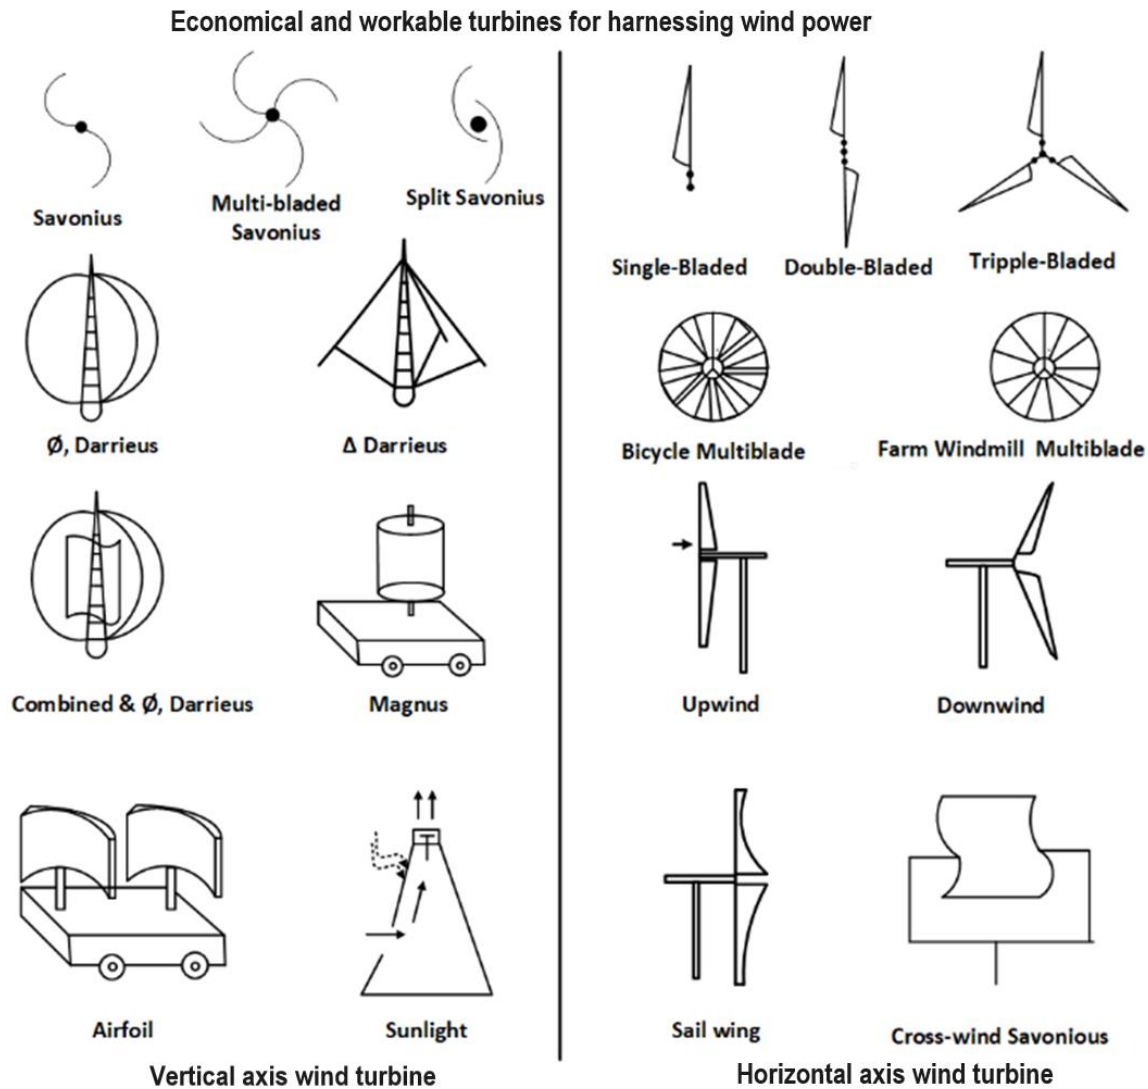 Economical and workable turbines for harnessing wind power
Savonius
Multi-bladed
Savonius
Split Savonius
Ø, Darrieus
Δ Darrieus
Combined & Ø, Darrieus
Magnus
Airfoil
T
Sunlight
Vertical axis wind turbine
Single-Bladed
Double-Bladed
Tripple-Bladed
Bicycle Multiblade
Farm Windmill Multiblade
Upwind
Downwind
Sail wing
Cross-wind Savonious
Horizontal axis wind turbine